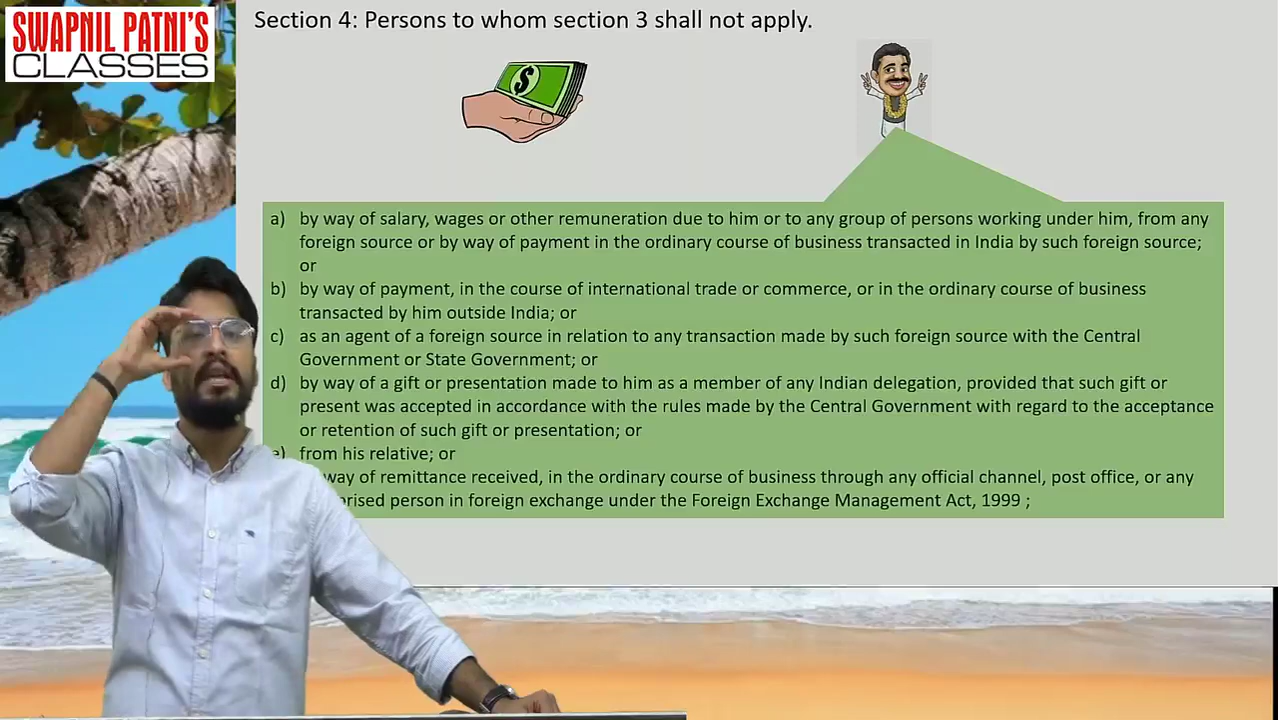 SWAPNIL PATNI'S
CLASSES
Section 4: Persons to whom section 3 shall not apply.
$
a) by way of salary, wages or other remuneration due to him or to any group of persons working under him, from any
foreign source or by way of payment in the ordinary course of business transacted in India by such foreign source;
or
b) by way of payment, in the course of international trade or commerce, or in the ordinary course of business
transacted by him outside India; or
c) as an agent of a foreign source in relation to any transaction made by such foreign source with the Central
Government or State Government; or
d) by way of a gift or presentation made to him as a member of any Indian delegation, provided that such gift or
present was accepted in accordance with the rules made by the Central Government with regard to the acceptance
or retention of such gift or presentation; or
e) from his relative; or
way of remittance received, in the ordinary course of business through any official channel, post office, or any
person in foreign exchange under the Foreign Exchange Management Act, 1999 ;